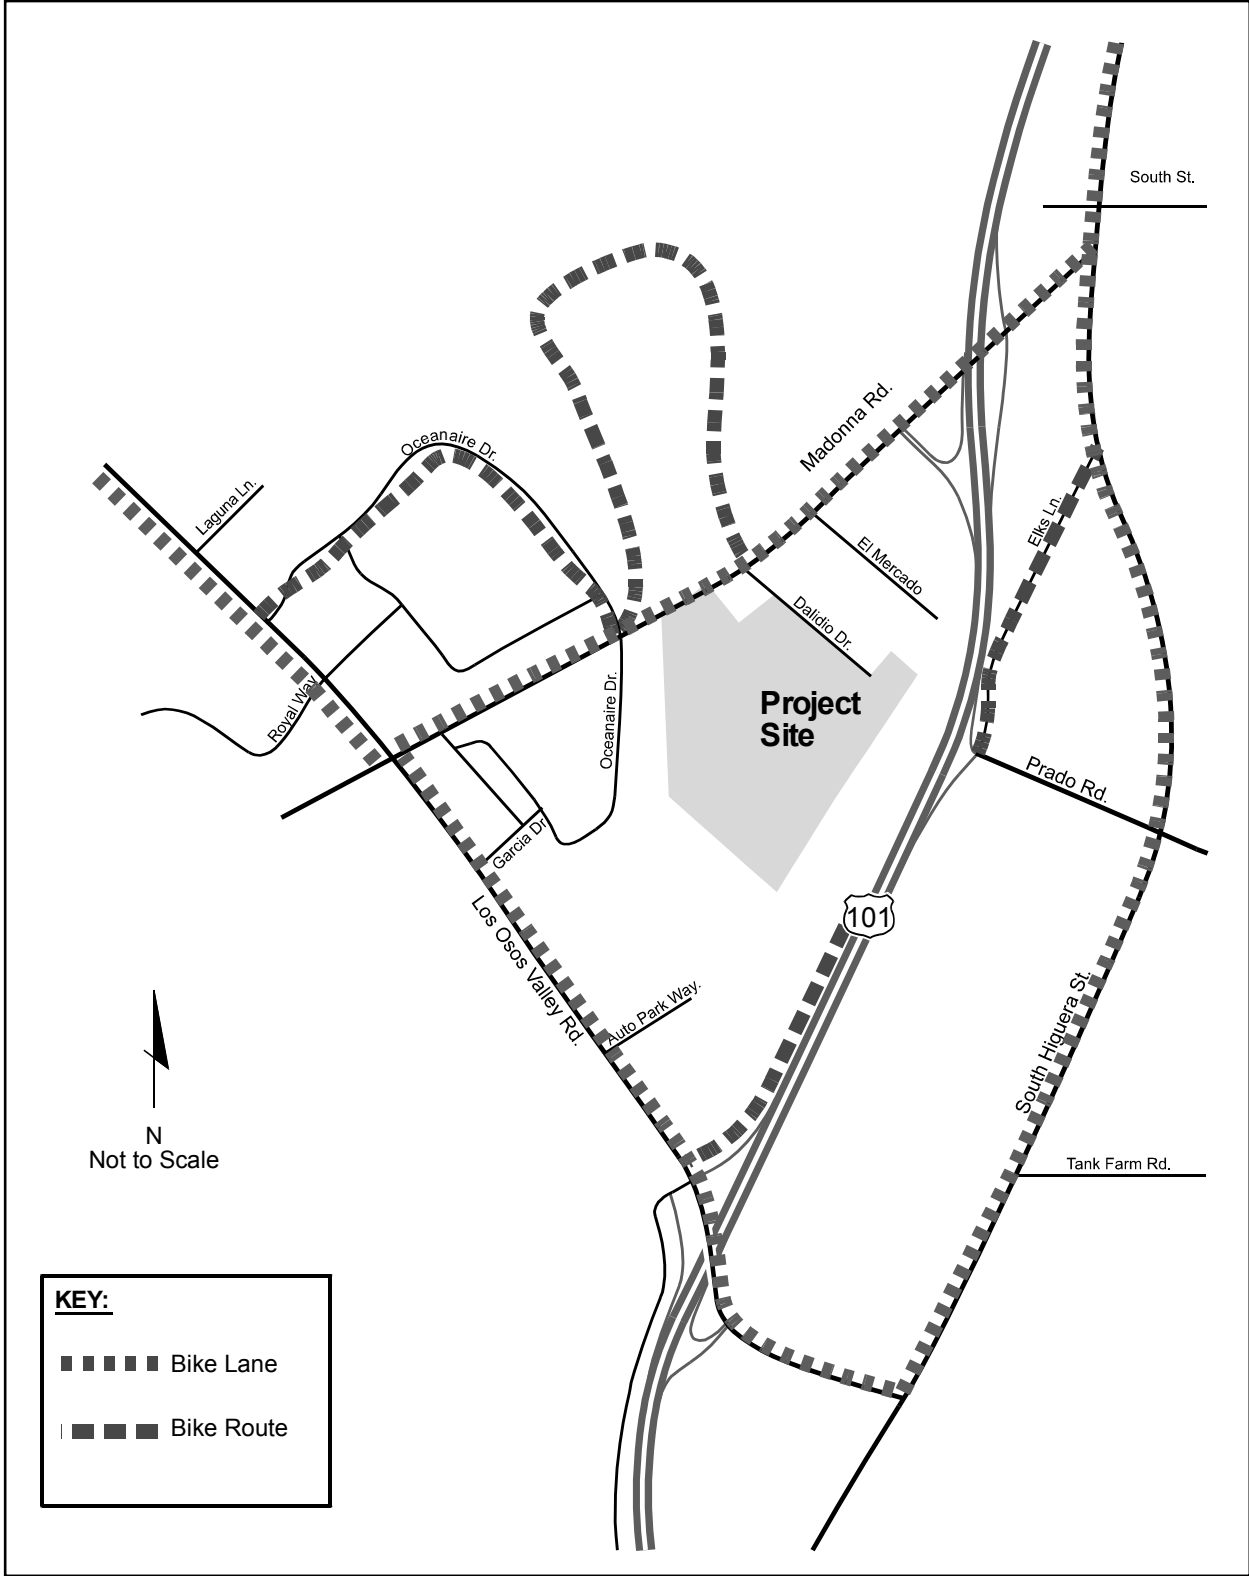 South St.
Madonna Rd.
Oceanaire Dr.
Laguna Ln.
Elks Ln.
El Mercado
Dalidio Dr.
Royal Way
Oceanaire Dr.
Project
Site
Prado Rd.
Garcia Dr
101
Los Osos Valley Rd.
Auto Park Way.
South Higuera St.
N
Not to Scale
Tank Farm Rd.
KEY:
Bike Lane
Bike Route